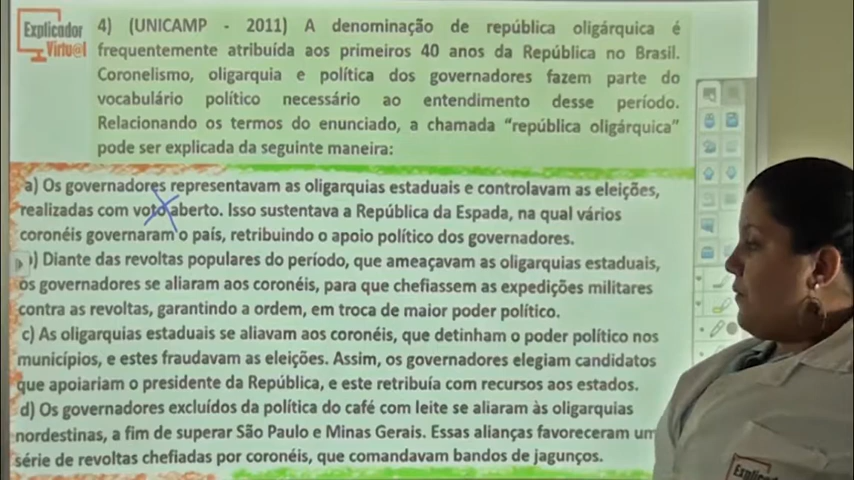 Explicador
Virtu@l
4) (UNICAMP - 2011) A denominação de república oligárquica é
frequentemente atribuída aos primeiros 40 anos da República no Brasil.
Coronelismo, oligarquia e política dos governadores fazem parte do
vocabulário político necessário ao entendimento desse período.
Relacionando os termos do enunciado, a chamada “república oligárquica”
pode ser explicada da seguinte maneira:
a) Os governadores representavam as oligarquias estaduais e controlavam as eleições,
realizadas com voto aberto. Isso sustentava a República da Espada, na qual vários
coronéis governaram o país, retribuindo o apoio político dos governadores.
) Diante das revoltas populares do período, que ameaçavam as oligarquias estaduais,
os governadores se aliaram aos coronéis, para que chefiassem as expedições militares
contra as revoltas, garantindo a ordem, em troca de maior poder político.
c) As oligarquias estaduais se aliavam aos coronéis, que detinham o poder político nos
municípios, e estes fraudavam as eleições. Assim, os governadores elegiam candidatos
que apoiariam o presidente da República, e este retribuía com recursos aos estados.
d) Os governadores excluídos da política do café com leite se aliaram às oligarquias
nordestinas, a fim de superar São Paulo e Minas Gerais. Essas alianças favoreceram um
série de revoltas chefiadas por coronéis, que comandavam bandos de jagunços.